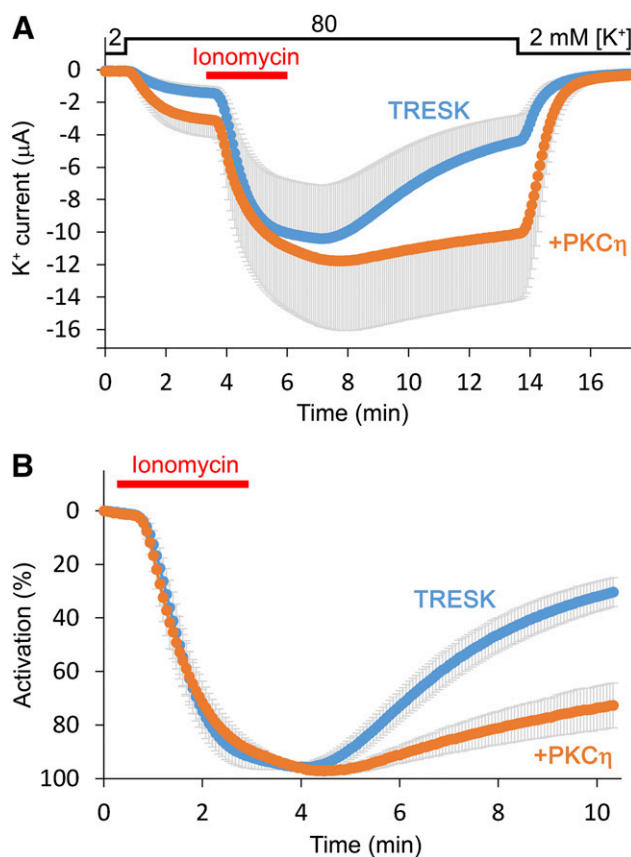 A
2 80 2 mM [K⁺]
Ionomycin
0
-2
-4
-6
-8
-10
-12
-14
-16
K⁺ current (µA)
TRESK
+PKCη
0 2 4 6 8 10 12 14 16
Time (min)
B
Ionomycin
0
20
40
60
80
100
Activation (%)
TRESK
+PKCη
0 2 4 6 8 10
Time (min)